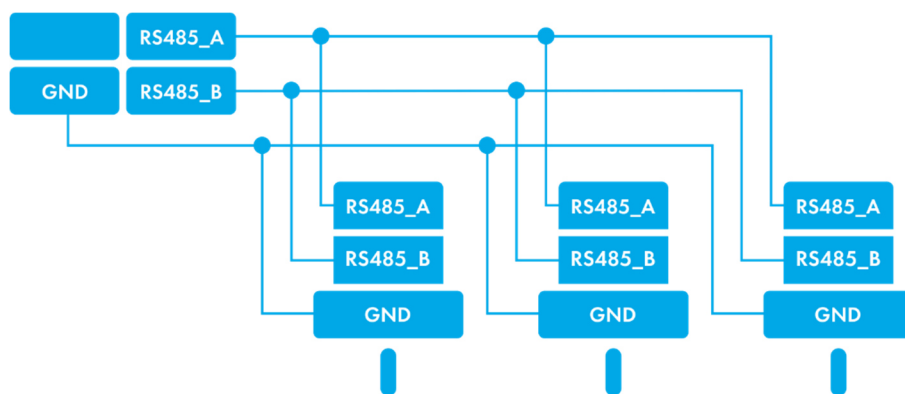 RS485_A
GND RS485_B
RS485_A RS485_A RS485_A
RS485_B RS485_B RS485_B
GND GND GND